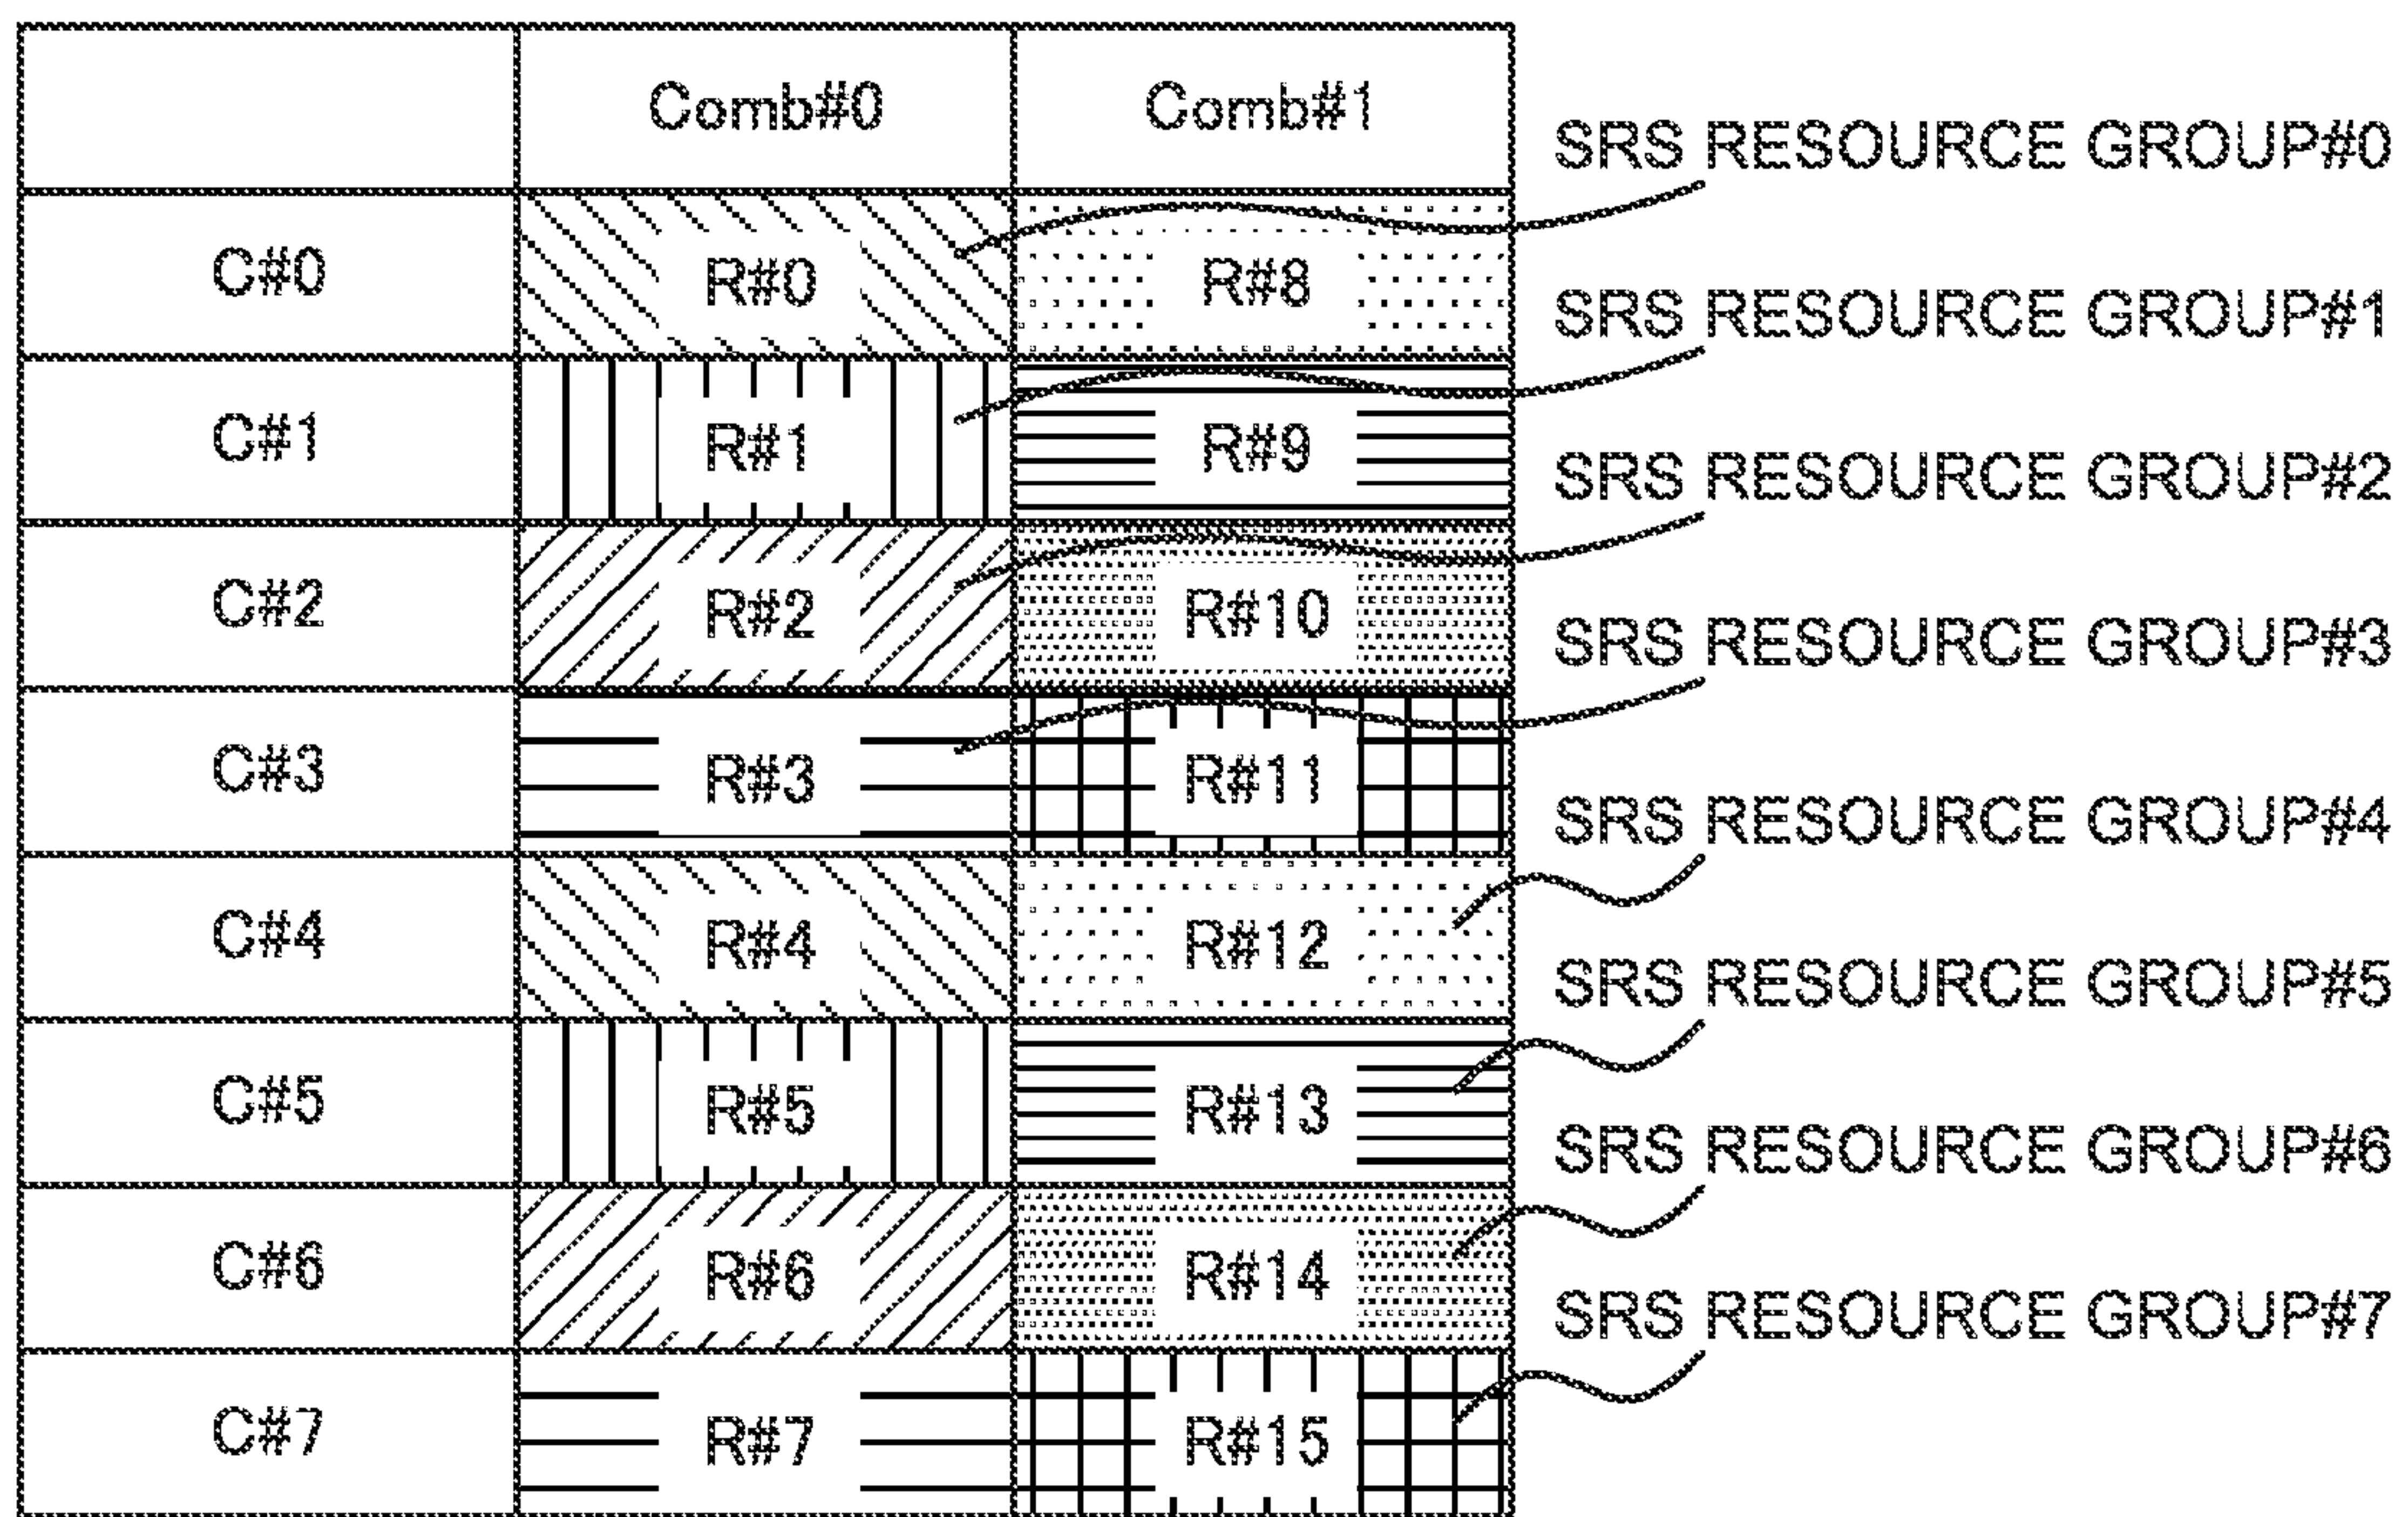 Comb#0 Comb#1
SRS RESOURCE GROUP#0
C#0 R#0 R#8
SRS RESOURCE GROUP#1
C#1 R#1 R#9
SRS RESOURCE GROUP#2
C#2 R#2 R#10
SRS RESOURCE GROUP#3
C#3 R#3 R#11
SRS RESOURCE GROUP#4
C#4 R#4 R#12
SRS RESOURCE GROUP#5
C#5 R#5 R#13
SRS RESOURCE GROUP#6
C#6 R#6 R#14
SRS RESOURCE GROUP#7
C#7 R#7 R#15